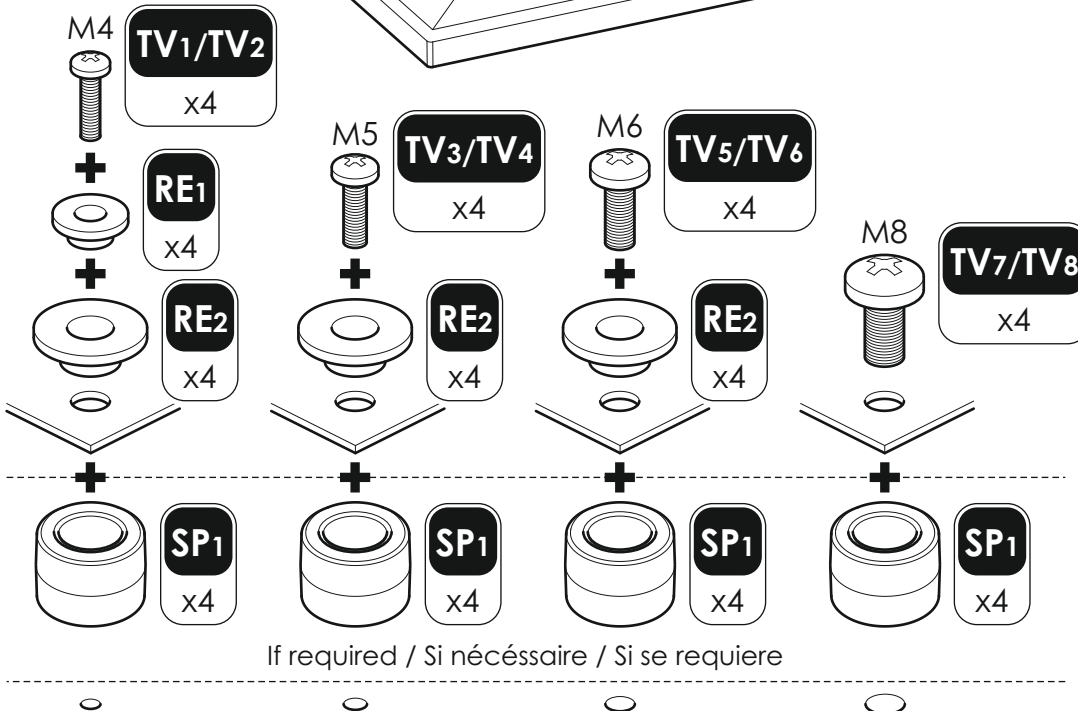 M4
TV1/TV2
x4
RE1
x4
RE2
x4
SP1
x4
M5
TV3/TV4
x4
RE2
x4
SP1
x4
M6
TV5/TV6
x4
RE2
x4
SP1
x4
M8
TV7/TV8
x4
SP1
x4
If required / Si nécéssaire / Si se requiere